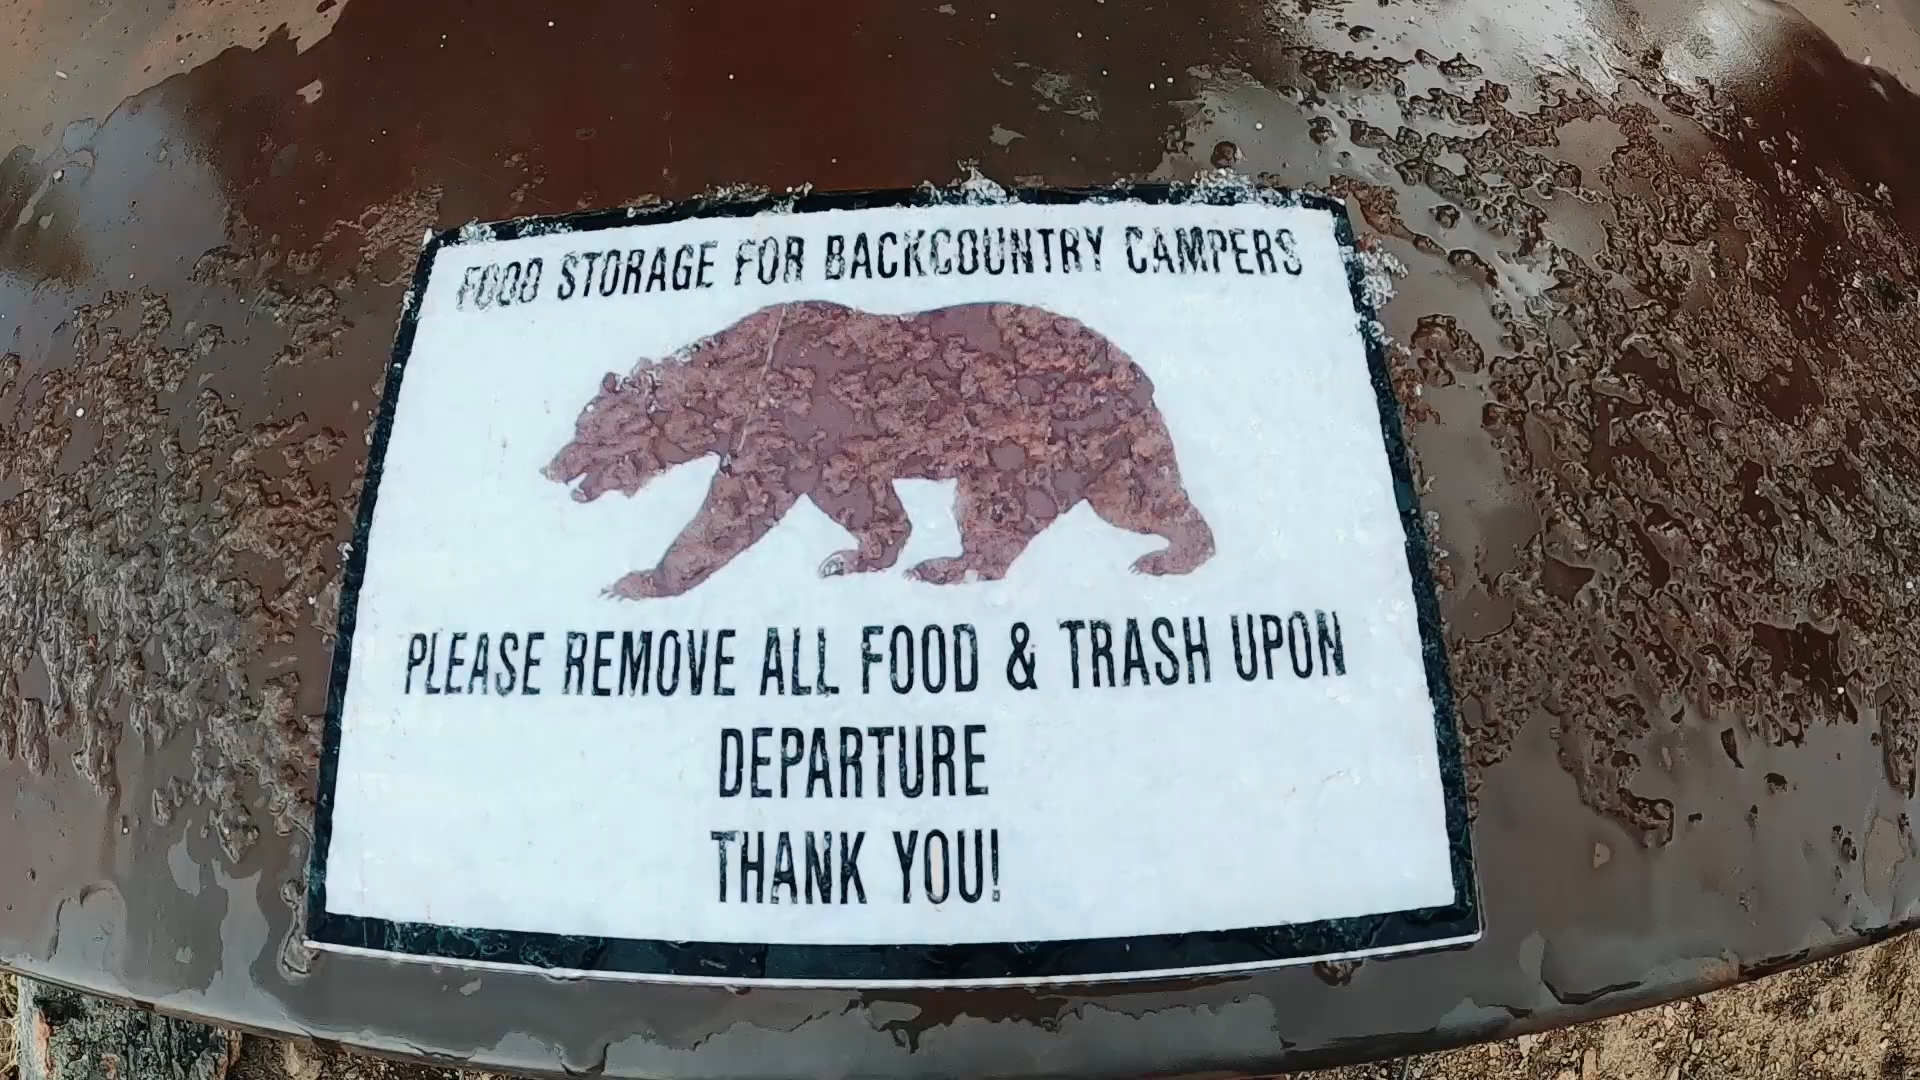 FOOD STORAGE FOR BACKCOUNTRY CAMPERS
PLEASE REMOVE ALL FOOD & TRASH UPON
DEPARTURE
THANK YOU!